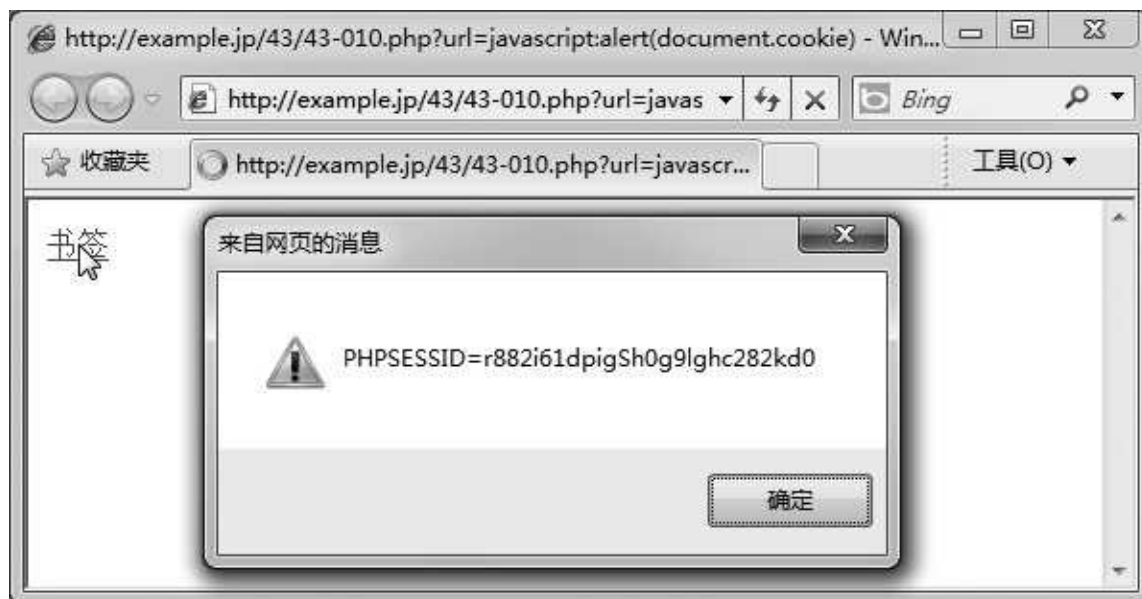 http://example.jp/43/43-010.php?url=javascript:alert(document.cookie) - Win...
http://example.jp/43/43-010.php?url=javas
Bing
收藏夹
http://example.jp/43/43-010.php?url=javascr...
工具(O)
书签
来自网页的消息
PHPSESSID=r882i61dpigSh0g9lghc282kd0
确定